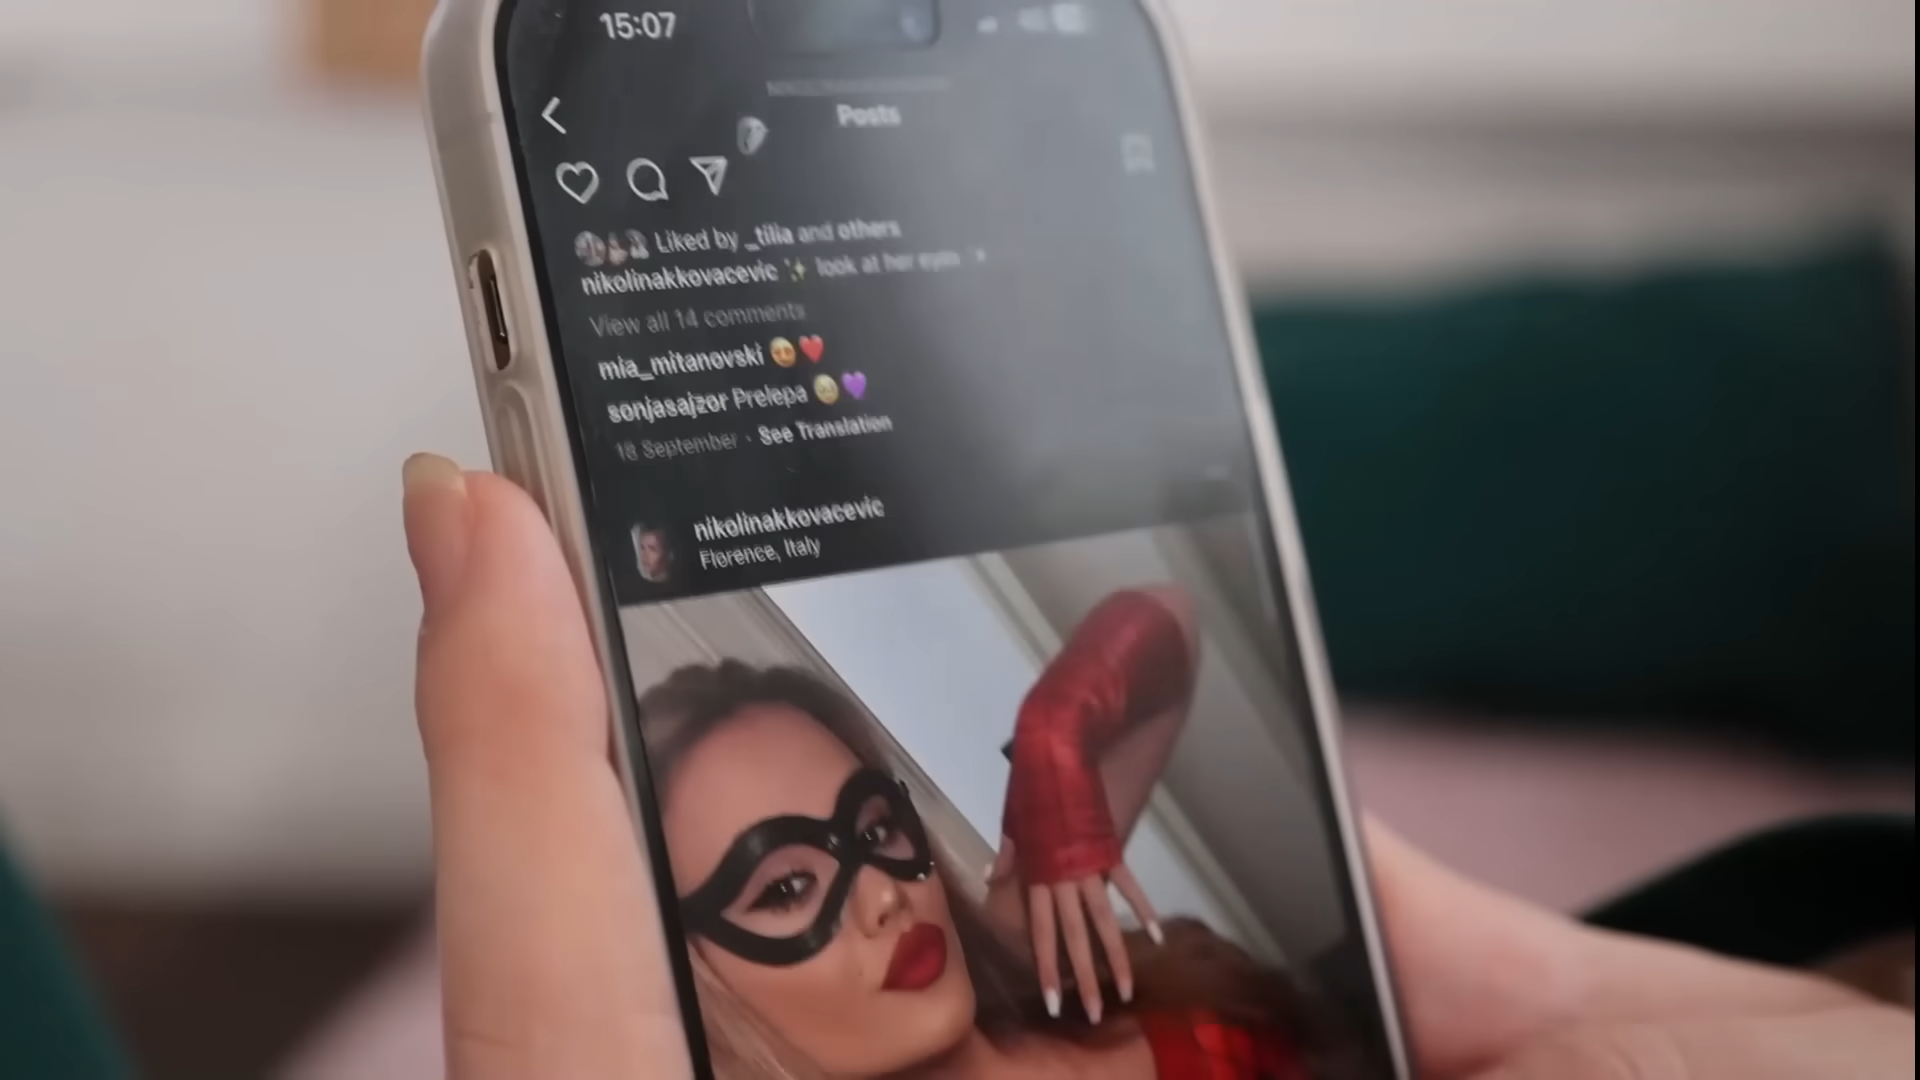 15:07
Posts
Liked by _tilia and others
nikolinakkovacevic ✨ look at her eyes
View all 14 comments
mia_mitanovski 😍❤️
sonjasajzor Prelepa 🥹💜
18 September · See Translation
nikolinakkovacevic
Florence, Italy